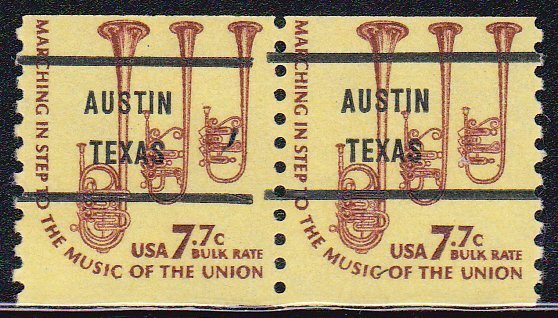 MARCHING IN STEP TO THE MUSIC OF THE UNION
AUSTIN
TEXAS
USA 7.7c
BULK RATE
MARCHING IN STEP TO THE MUSIC OF THE UNION
AUSTIN
TEXAS
USA 7.7c
BULK RATE